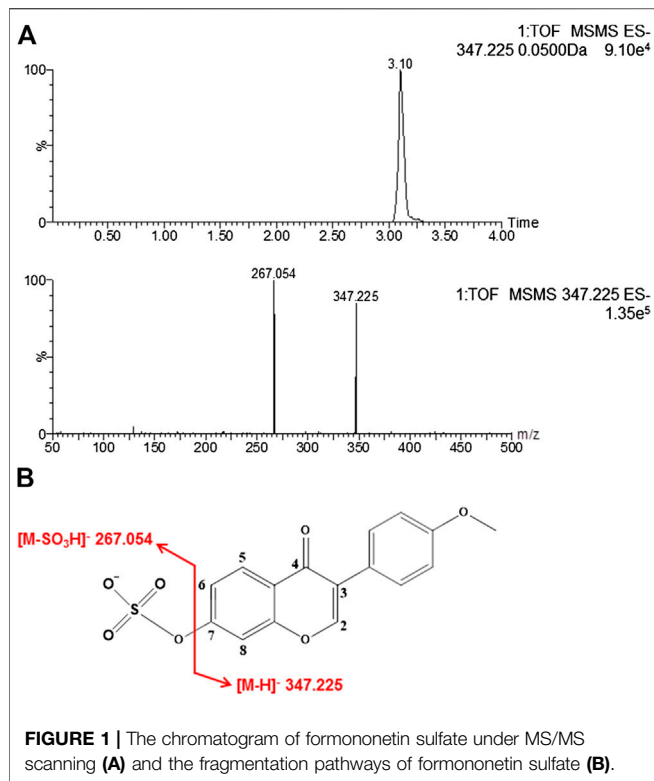 A
1:TOF MSMS ES-
347.225 0.0500Da 9.10e⁴
3.10
100
%
0
0.50 1.00 1.50 2.00 2.50 3.00 3.50 4.00
Time
1:TOF MSMS 347.225 ES-
1.35e⁵
267.054
347.225
100
%
0
50 100 150 200 250 300 350 400 450 500
m/z
B
[M-SO₃H]⁻ 267.054
O⁻
O
S
O
O
O
O
O
5
4
6
3
7
2
8
[M-H]⁻ 347.225
FIGURE 1 | The chromatogram of formononetin sulfate under MS/MS
scanning (A) and the fragmentation pathways of formononetin sulfate (B).